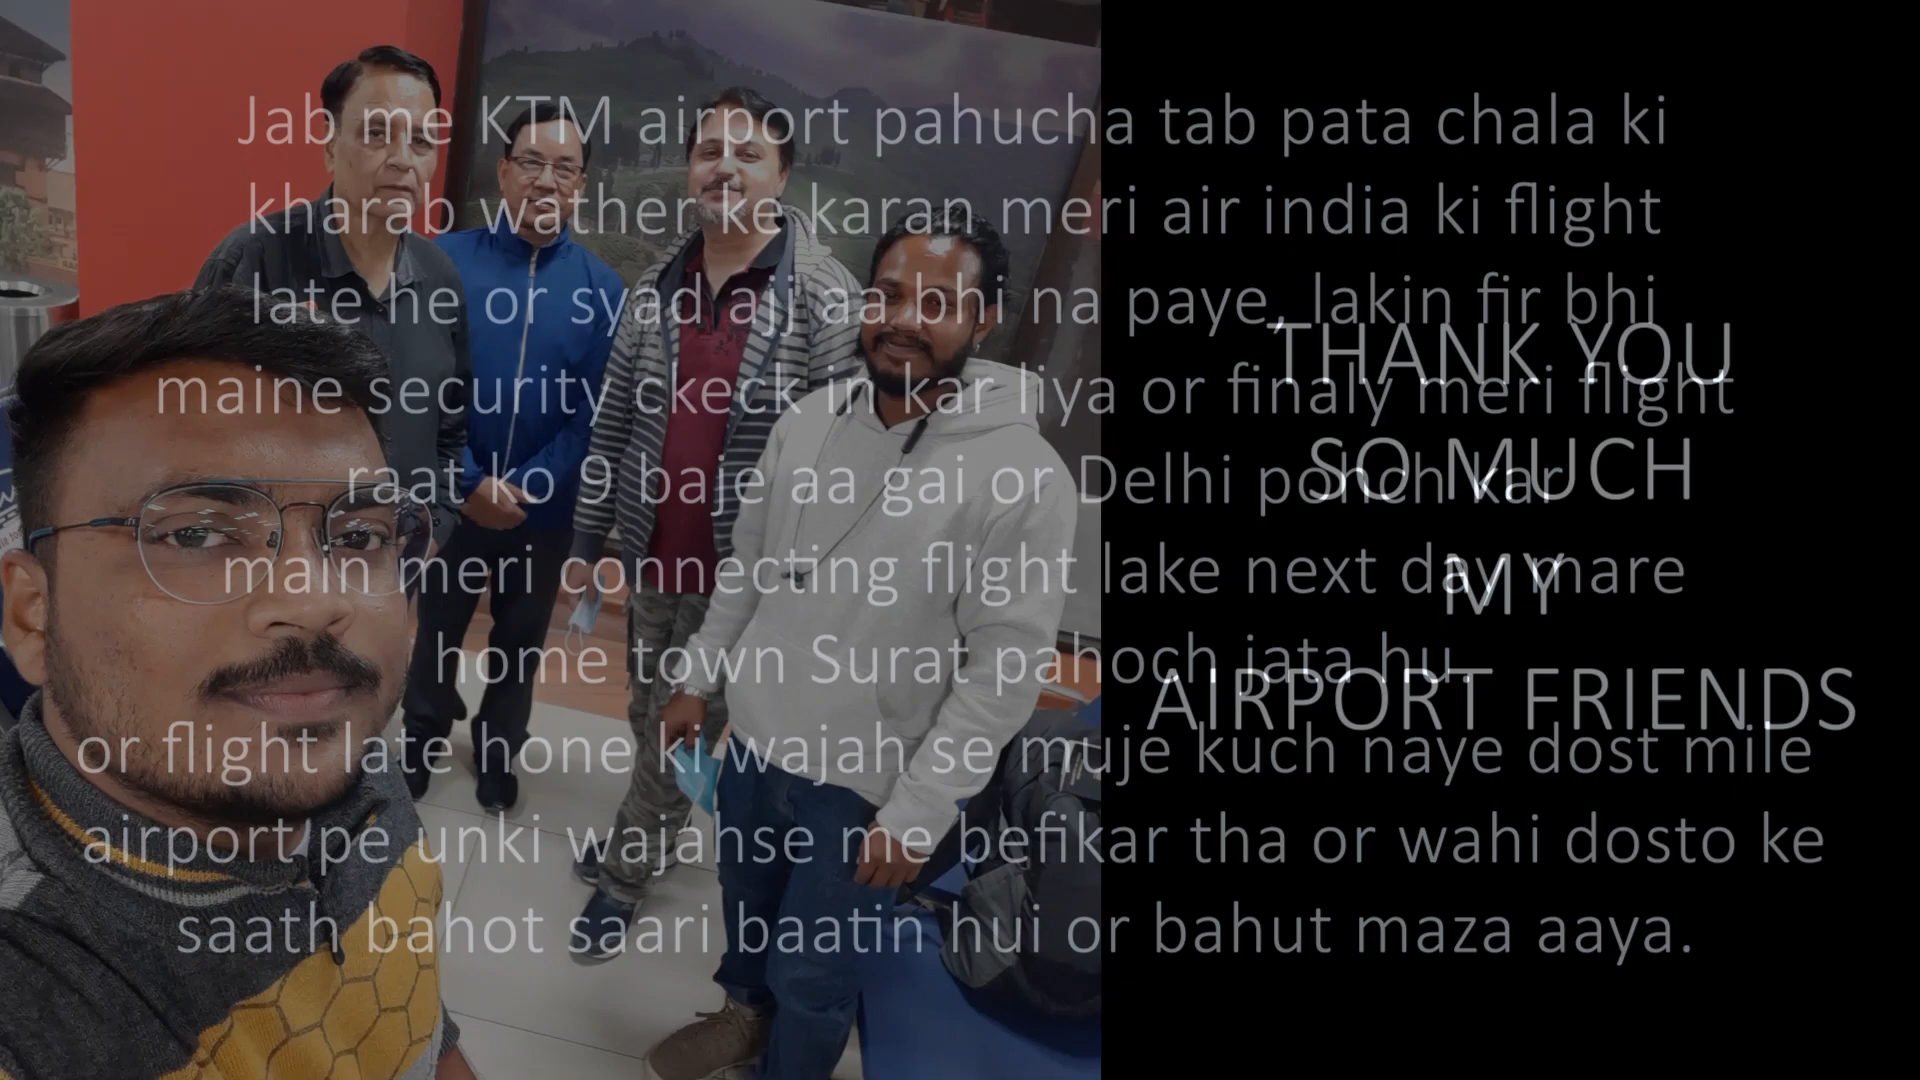 Jab me KTM airport pahucha tab pata chala ki
kharab wather ke karan meri air india ki flight
late he or syad ajj aa bhi na paye, lakin fir bhi
maine security ckeck in kar liya or finaly meri flight
raat ko 9 baje aa gai or Delhi pohch kar
main meri connecting flight lake next day mare
home town Surat pahoch jata hu.
or flight late hone ki wajah se muje kuch naye dost mile
airport pe unki wajahse me befikar tha or wahi dosto ke
saath bahot saari baatin hui or bahut maza aaya.
THANK YOU
SO MUCH
MY
AIRPORT FRIENDS